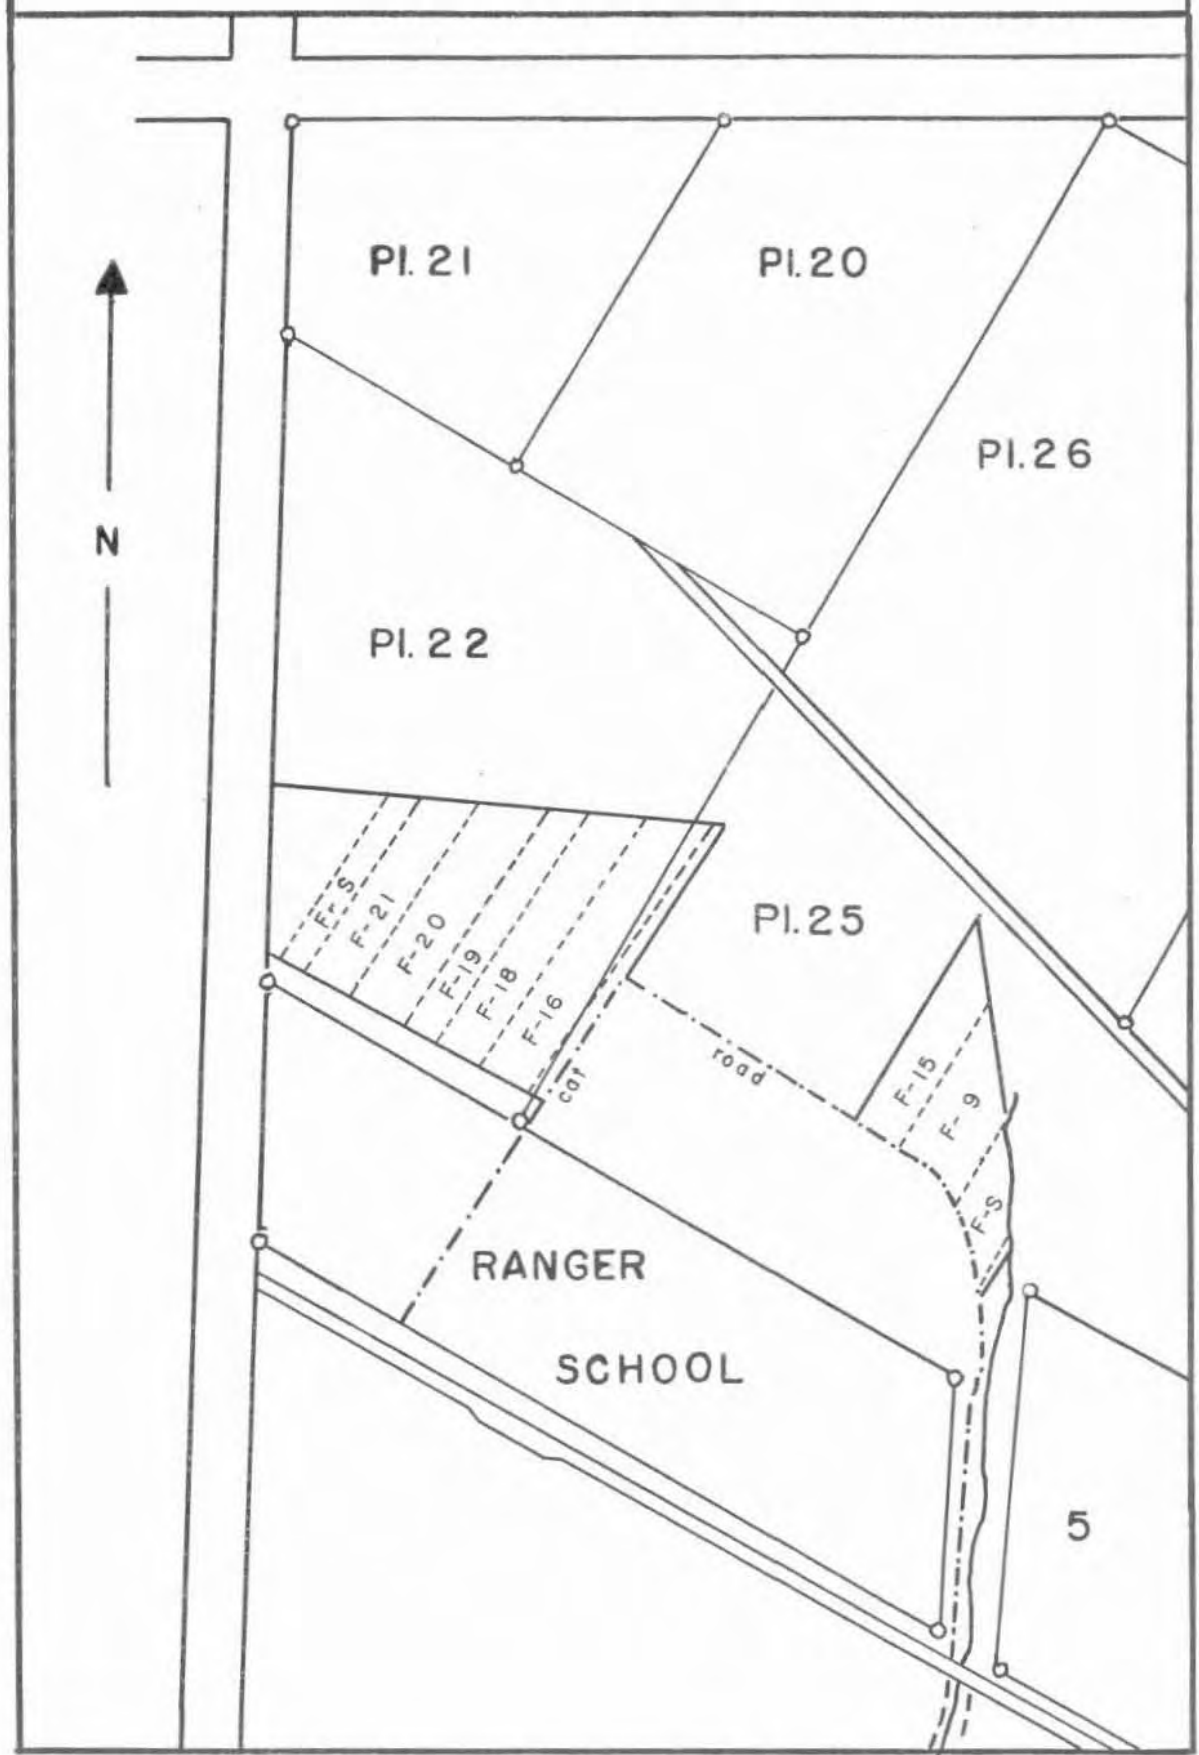 Pl. 21
Pl. 20
Pl. 26
N
Pl. 22
F-S
F-21
F-20
F-19
F-18
F-16
Pl. 25
cat
road
F-15
F-9
F-S
RANGER
SCHOOL
5